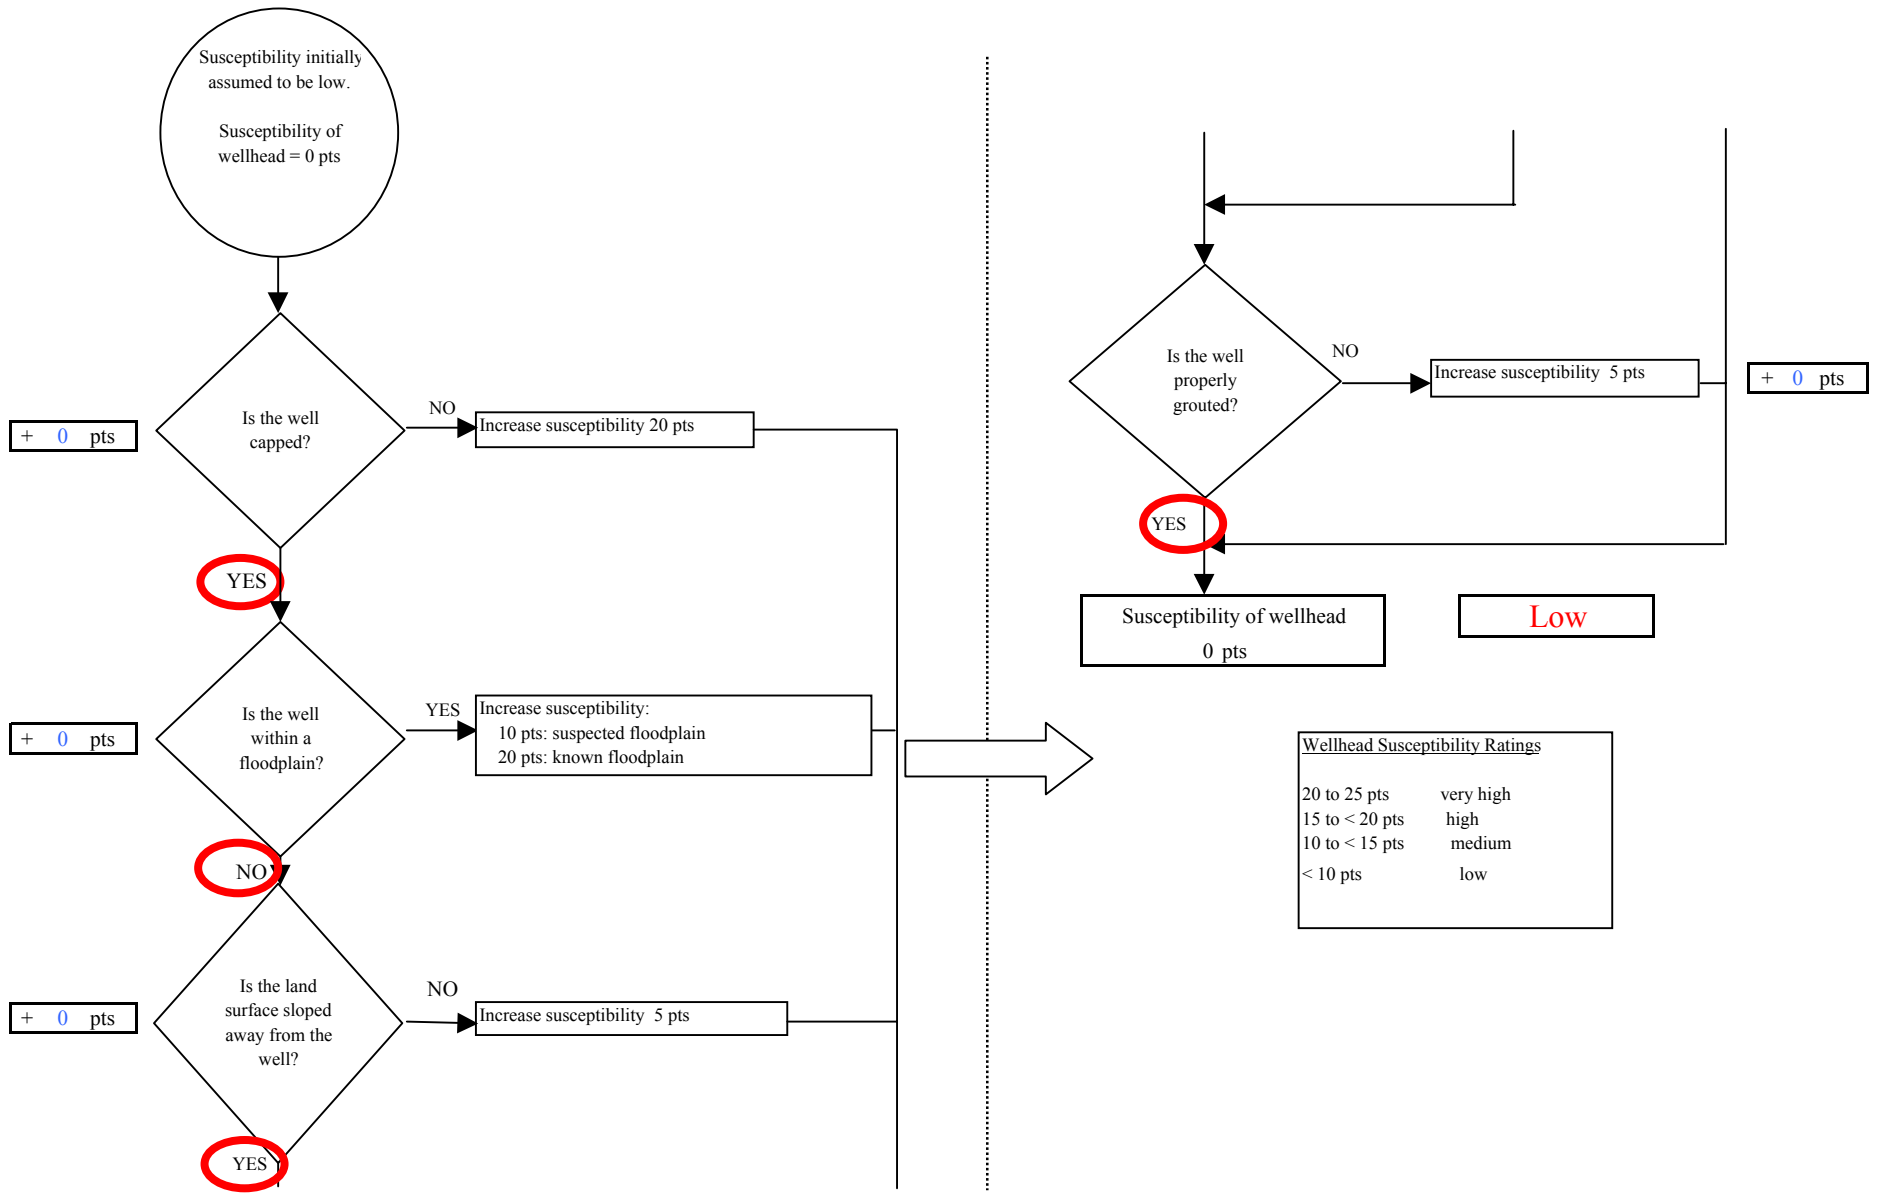 Susceptibility initially
assumed to be low.
Susceptibility of
wellhead = 0 pts
Is the well
capped?
+ 0 pts
NO
Increase susceptibility 20 pts
YES
Is the well
within a
floodplain?
+ 0 pts
YES
Increase susceptibility:
10 pts: suspected floodplain
20 pts: known floodplain
NO
Is the land
surface sloped
away from the
well?
+ 0 pts
NO
Increase susceptibility 5 pts
YES
Is the well
properly
grouted?
NO
Increase susceptibility 5 pts
+ 0 pts
YES
Susceptibility of wellhead
0 pts
Low
Wellhead Susceptibility Ratings
20 to 25 pts very high
15 to < 20 pts high
10 to < 15 pts medium
< 10 pts low